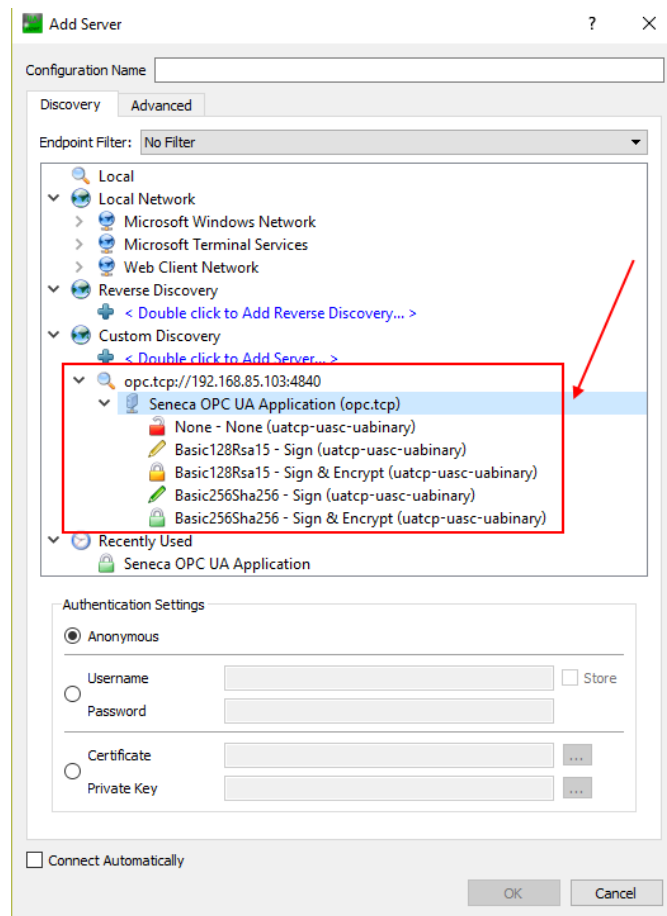 Add Server
Configuration Name
Discovery Advanced
Endpoint Filter: No Filter
Local
Local Network
Microsoft Windows Network
Microsoft Terminal Services
Web Client Network
Reverse Discovery
< Double click to Add Reverse Discovery... >
Custom Discovery
< Double click to Add Server... >
opc.tcp://192.168.85.103:4840
Seneca OPC UA Application (opc.tcp)
None - None (uatcp-uasc-uabinary)
Basic128Rsa15 - Sign (uatcp-uasc-uabinary)
Basic128Rsa15 - Sign & Encrypt (uatcp-uasc-uabinary)
Basic256Sha256 - Sign (uatcp-uasc-uabinary)
Basic256Sha256 - Sign & Encrypt (uatcp-uasc-uabinary)
Recently Used
Seneca OPC UA Application
Authentication Settings
Anonymous
Username Store
Password
Certificate ...
Private Key ...
Connect Automatically
OK Cancel